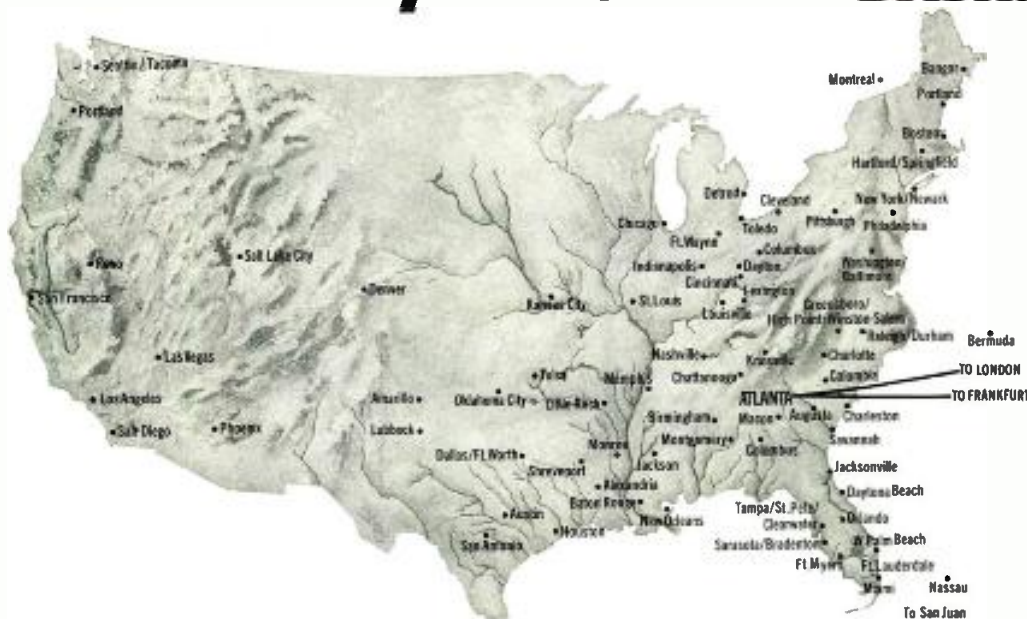 Seattle/Tacoma
Portland
Reno
San Francisco
Salt Lake City
Las Vegas
Los Angeles
San Diego
Phoenix
Denver
Kansas City
Amarillo
Lubbock
Oklahoma City
Tulsa
Little Rock
Dallas/Ft. Worth
Shreveport
Monroe
Alexandria
Baton Rouge
New Orleans
Austin
San Antonio
Houston
Jackson
Memphis
St. Louis
Chicago
Indianapolis
Ft. Wayne
Detroit
Toledo
Cleveland
Columbus
Dayton
Cincinnati
Lexington
Louisville
Nashville
Knoxville
Chattanooga
Birmingham
Montgomery
ATLANTA
Macon
Augusta
Columbus
Savannah
Charleston
Columbia
Charlotte
Greensboro/
High Point/Winston-Salem
Raleigh/Durham
Washington/
Baltimore
Pittsburgh
Philadelphia
New York/Newark
Hartford/Springfield
Boston
Portland
Bangor
Montreal
Bermuda
TO LONDON
TO FRANKFURT
Jacksonville
Daytona Beach
Orlando
Tampa/St. Pete/
Clearwater
Sarasota/Bradenton
Ft Myers
W Palm Beach
Ft. Lauderdale
Miami
Nassau
To San Juan